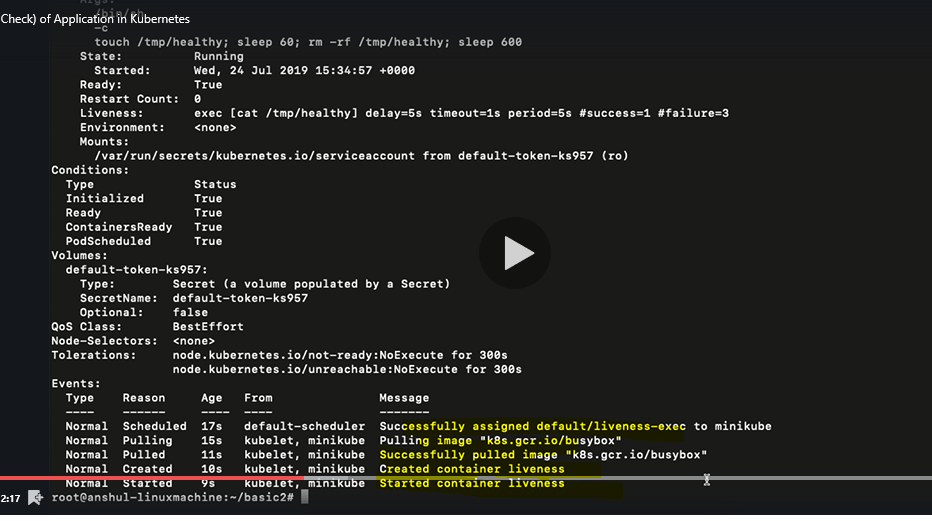 Args:
/bin/sh
Check) of Application in Kubernetes
-c
touch /tmp/healthy; sleep 60; rm -rf /tmp/healthy; sleep 600
State: Running
Started: Wed, 24 Jul 2019 15:34:57 +0000
Ready: True
Restart Count: 0
Liveness: exec [cat /tmp/healthy] delay=5s timeout=1s period=5s #success=1 #failure=3
Environment: <none>
Mounts:
/var/run/secrets/kubernetes.io/serviceaccount from default-token-ks957 (ro)
Conditions:
Type Status
Initialized True
Ready True
ContainersReady True
PodScheduled True
Volumes:
default-token-ks957:
Type: Secret (a volume populated by a Secret)
SecretName: default-token-ks957
Optional: false
QoS Class: BestEffort
Node-Selectors: <none>
Tolerations: node.kubernetes.io/not-ready:NoExecute for 300s
node.kubernetes.io/unreachable:NoExecute for 300s
Events:
Type Reason Age From Message
---- ------ ---- ---- -------
Normal Scheduled 17s default-scheduler Successfully assigned default/liveness-exec to minikube
Normal Pulling 15s kubelet, minikube Pulling image "k8s.gcr.io/busybox"
Normal Pulled 11s kubelet, minikube Successfully pulled image "k8s.gcr.io/busybox"
Normal Created 10s kubelet, minikube Created container liveness
Normal Started 9s kubelet, minikube Started container liveness
2:17 root@anshul-linuxmachine:~/basic2#